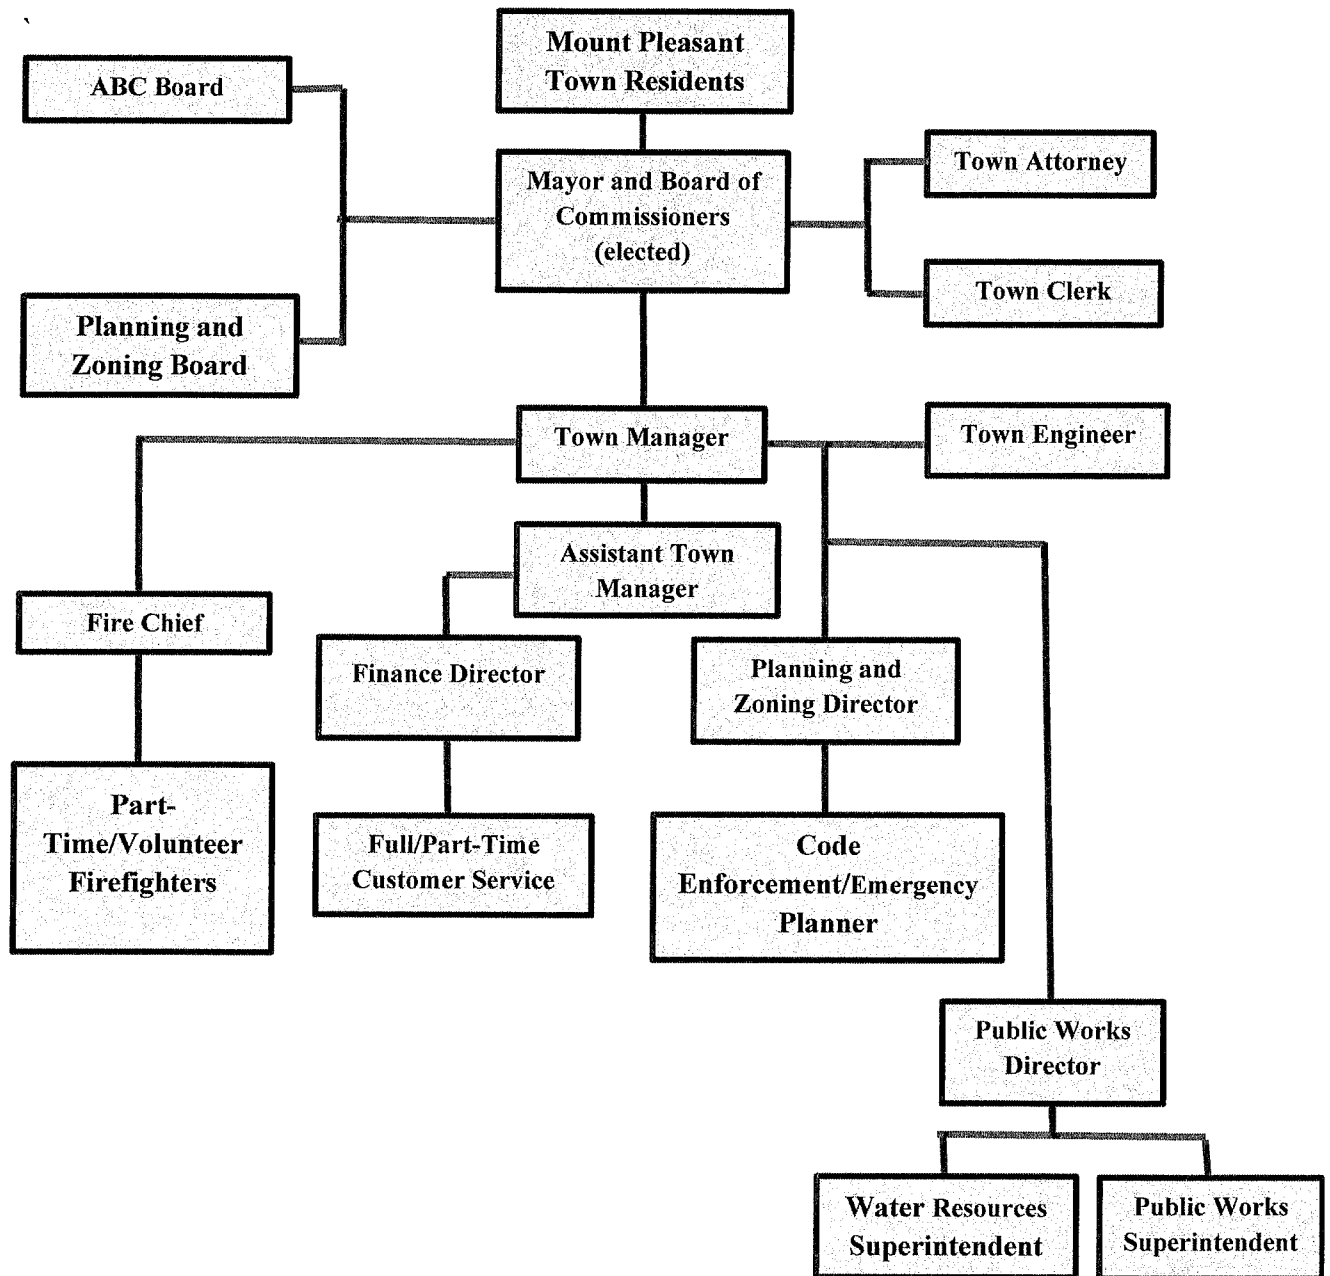 Mount Pleasant
Town Residents
ABC Board
Mayor and Board of
Commissioners
(elected)
Town Attorney
Town Clerk
Planning and
Zoning Board
Town Manager
Town Engineer
Assistant Town
Manager
Fire Chief
Finance Director
Planning and
Zoning Director
Part-
Time/Volunteer
Firefighters
Full/Part-Time
Customer Service
Code
Enforcement/Emergency
Planner
Public Works
Director
Water Resources
Superintendent
Public Works
Superintendent